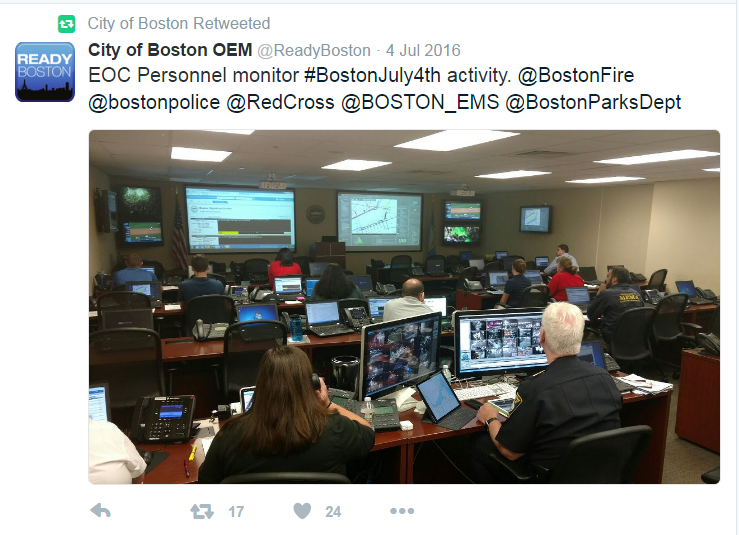 City of Boston Retweeted
READY
BOSTON
City of Boston OEM @ReadyBoston · 4 Jul 2016
EOC Personnel monitor #BostonJuly4th activity. @BostonFire
@bostonpolice @RedCross @BOSTON_EMS @BostonParksDept
17
24